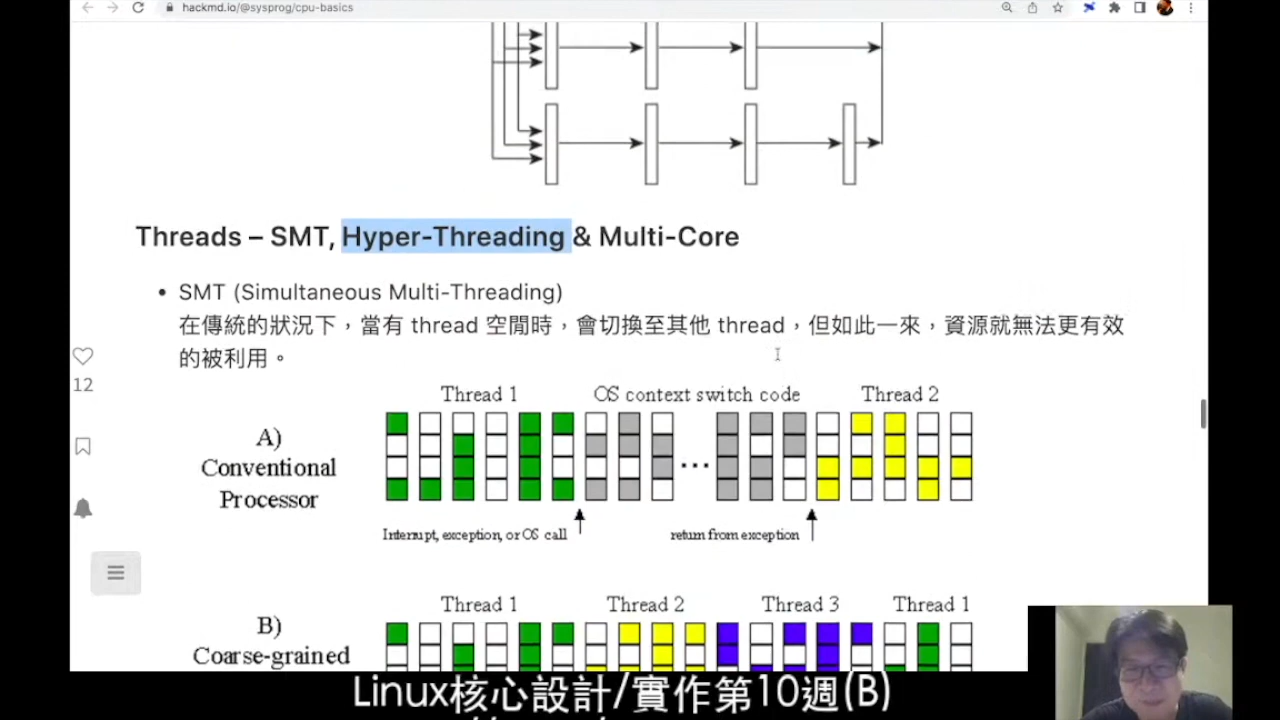 hackmd.io/@sysprog/cpu-basics
Threads – SMT, Hyper-Threading & Multi-Core
• SMT (Simultaneous Multi-Threading)
在傳統的狀況下，當有 thread 空閒時，會切換至其他 thread，但如此一來，資源就無法更有效
的被利用。
12
Thread 1 OS context switch code Thread 2
A)
Conventional
Processor
...
Interrupt, exception, or OS call return from exception
Thread 1 Thread 2 Thread 3 Thread 1
B)
Coarse-grained
Linux核心設計/實作第10週(B)